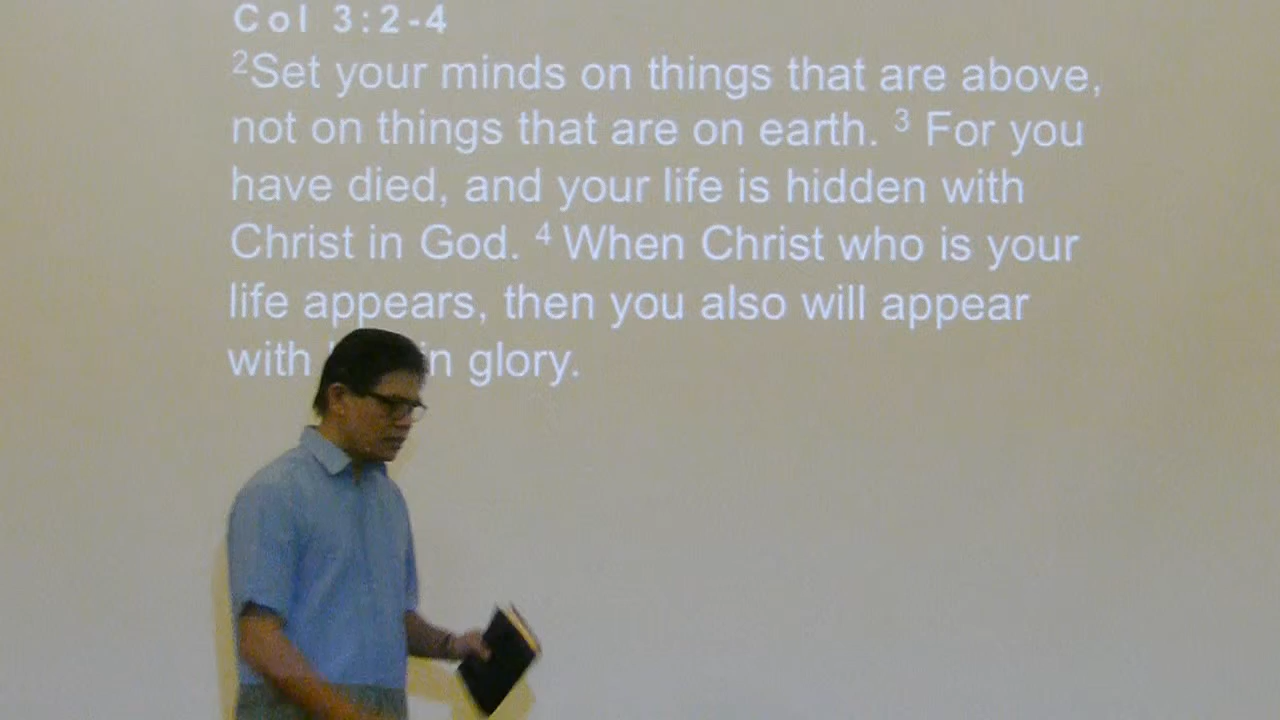 Col 3:2-4
²Set your minds on things that are above,
not on things that are on earth. ³ For you
have died, and your life is hidden with
Christ in God. ⁴ When Christ who is your
life appears, then you also will appear
with in glory.